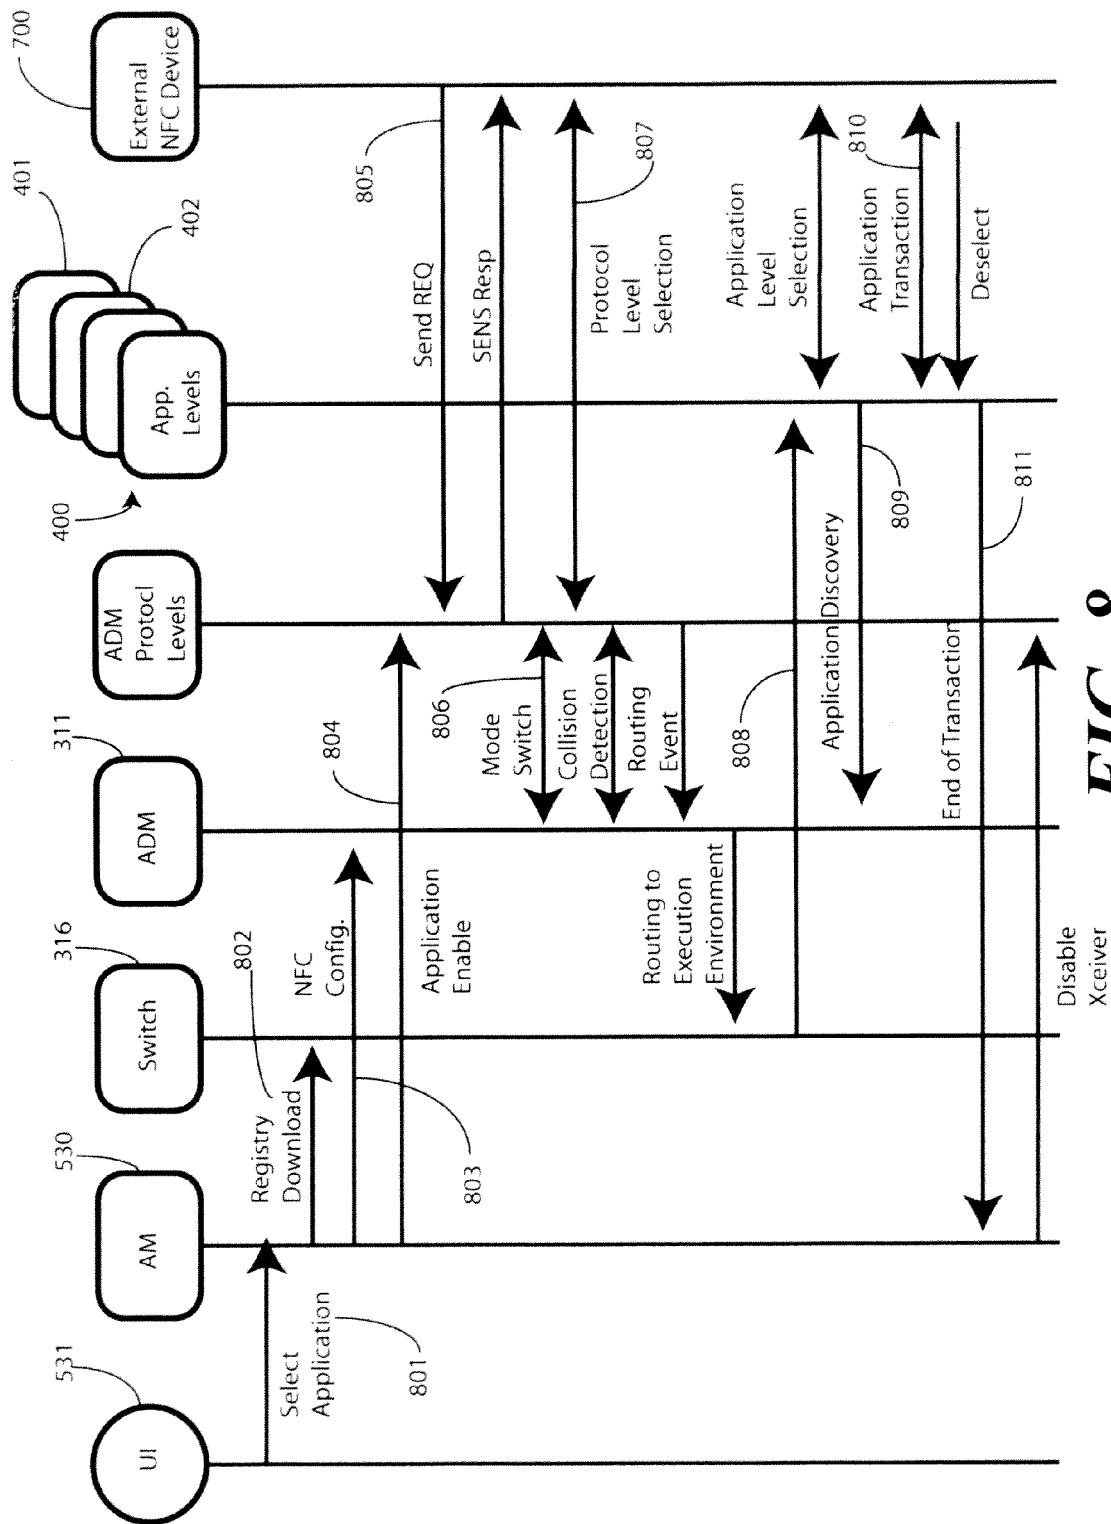 531
UI
530
AM
316
Switch
311
ADM
ADM
Protocl
Levels
400
App.
Levels
401
402
700
External
NFC Device
Select
Application
801
Registry
Download
802
NFC
Config.
803
Application
Enable
804
Send REQ
805
SENS Resp
Mode
Switch
806
Protocol
Level
Selection
807
Collision
Detection
Routing
Event
Routing to
Execution
Environment
808
Application
Level
Selection
Application Discovery
809
Application
Transaction
810
Deselect
End of Transaction
811
Disable
Xceiver
FIG. 8